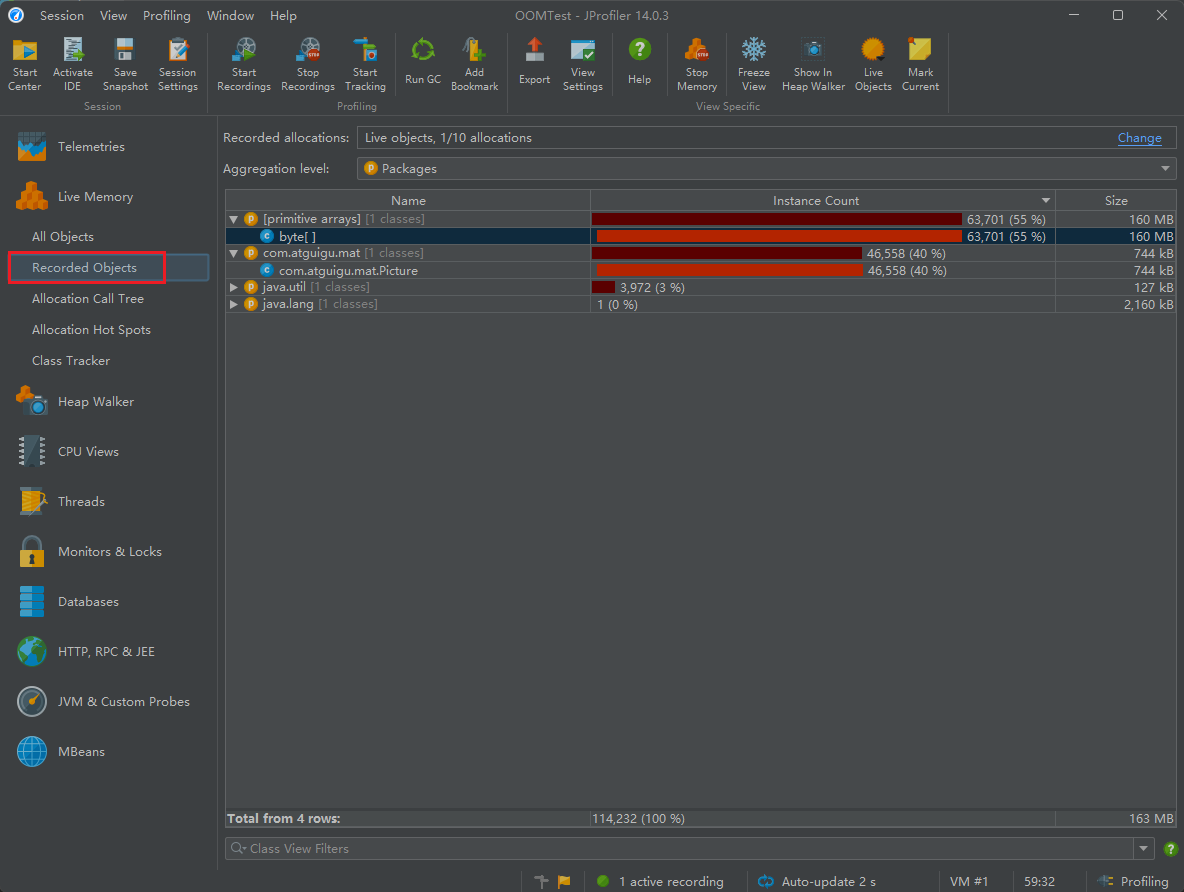 Session View Profiling Window Help OOMTest - JProfiler 14.0.3
Start Center
Activate IDE
Save Snapshot
Session Settings
Start Recordings
Stop Recordings
Start Tracking
Run GC
Add Bookmark
Export
View Settings
Help
Stop Memory
Freeze View
Show In Heap Walker
Live Objects
Mark Current
Session Profiling View Specific
Telemetries
Live Memory
All Objects
Recorded Objects
Allocation Call Tree
Allocation Hot Spots
Class Tracker
Heap Walker
CPU Views
Threads
Monitors & Locks
Databases
HTTP, RPC & JEE
JVM & Custom Probes
MBeans
Recorded allocations: Live objects, 1/10 allocations Change
Aggregation level: Packages
Name Instance Count Size
[primitive arrays] [1 classes] 63,701 (55 %) 160 MB
byte[ ] 63,701 (55 %) 160 MB
com.atguigu.mat [1 classes] 46,558 (40 %) 744 kB
com.atguigu.mat.Picture 46,558 (40 %) 744 kB
java.util [1 classes] 3,972 (3 %) 127 kB
java.lang [1 classes] 1 (0 %) 2,160 kB
Total from 4 rows: 114,232 (100 %) 163 MB
Class View Filters
1 active recording Auto-update 2 s VM #1 59:32 Profiling